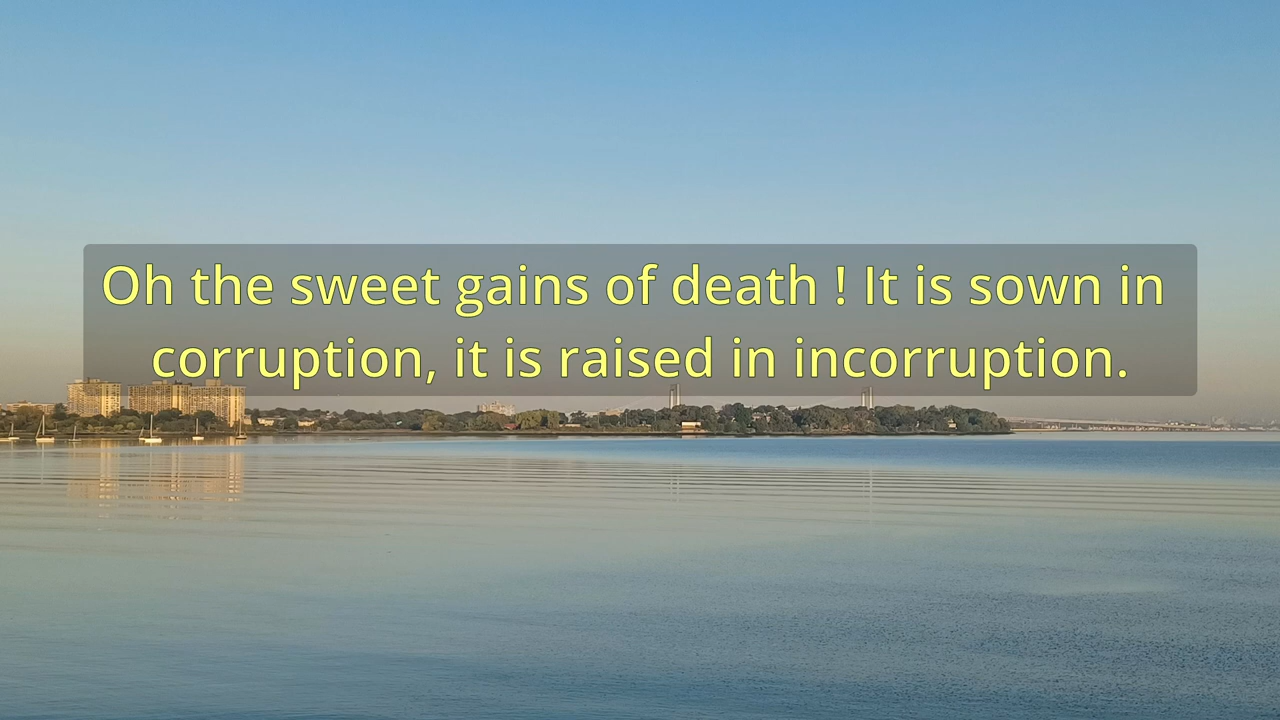 Oh the sweet gains of death ! It is sown in
corruption, it is raised in incorruption.